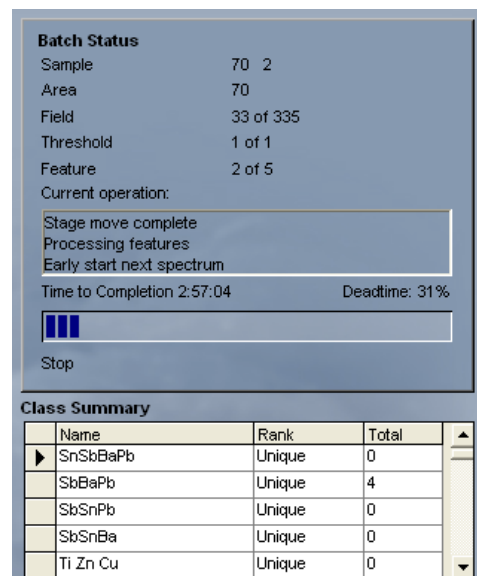 Batch Status
Sample 70 2
Area 70
Field 33 of 335
Threshold 1 of 1
Feature 2 of 5
Current operation:
Stage move complete
Processing features
Early start next spectrum
Time to Completion 2:57:04 Deadtime: 31%
Stop
Class Summary
Name Rank Total
SnSbBaPb Unique 0
SbBaPb Unique 4
SbSnPb Unique 0
SbSnBa Unique 0
Ti Zn Cu Unique 0